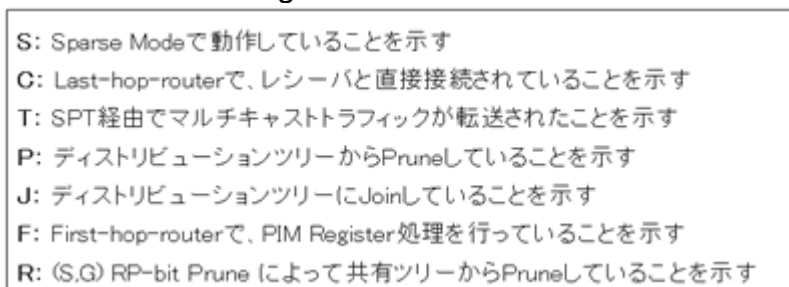 S: Sparse Modeで動作していることを示す
C: Last-hop-routerで、レシーバと直接接続されていることを示す
T: SPT経由でマルチキャストトラフィックが転送されたことを示す
P: ディストリビューションツリーからPruneしていることを示す
J: ディストリビューションツリーにJoinしていることを示す
F: First-hop-routerで、PIM Register処理を行っていることを示す
R: (S,G) RP-bit Prune によって共有ツリーからPruneしていることを示す